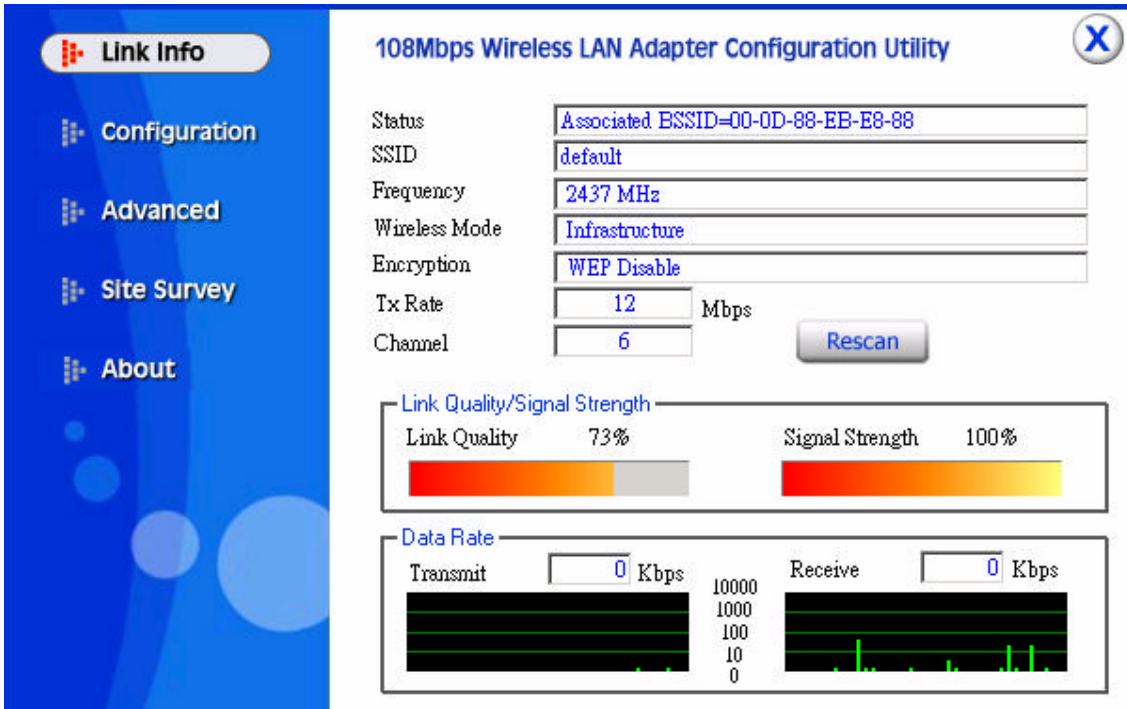 Link Info
Configuration
Advanced
Site Survey
About
108Mbps Wireless LAN Adapter Configuration Utility
X
Status Associated BSSID=00-0D-88-EB-E8-88
SSID default
Frequency 2437 MHz
Wireless Mode Infrastructure
Encryption WEP Disable
Tx Rate 12 Mbps
Channel 6
Rescan
Link Quality/Signal Strength
Link Quality 73% Signal Strength 100%
Data Rate
Transmit 0 Kbps Receive 0 Kbps
10000
1000
100
10
0